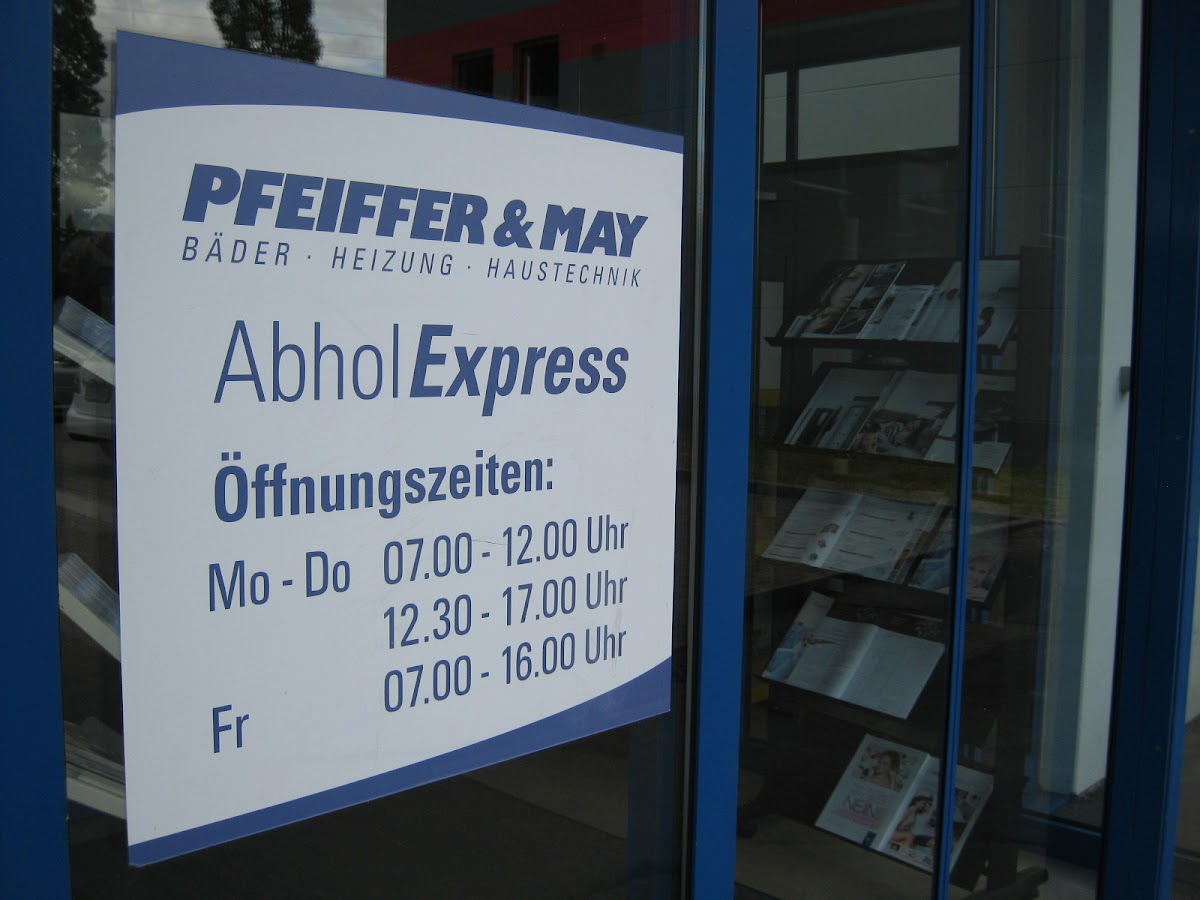 PFEIFFER & MAY
BÄDER · HEIZUNG · HAUSTECHNIK
AbholExpress
Öffnungszeiten:
Mo - Do 07.00 - 12.00 Uhr
12.30 - 17.00 Uhr
Fr 07.00 - 16.00 Uhr
NEIN!